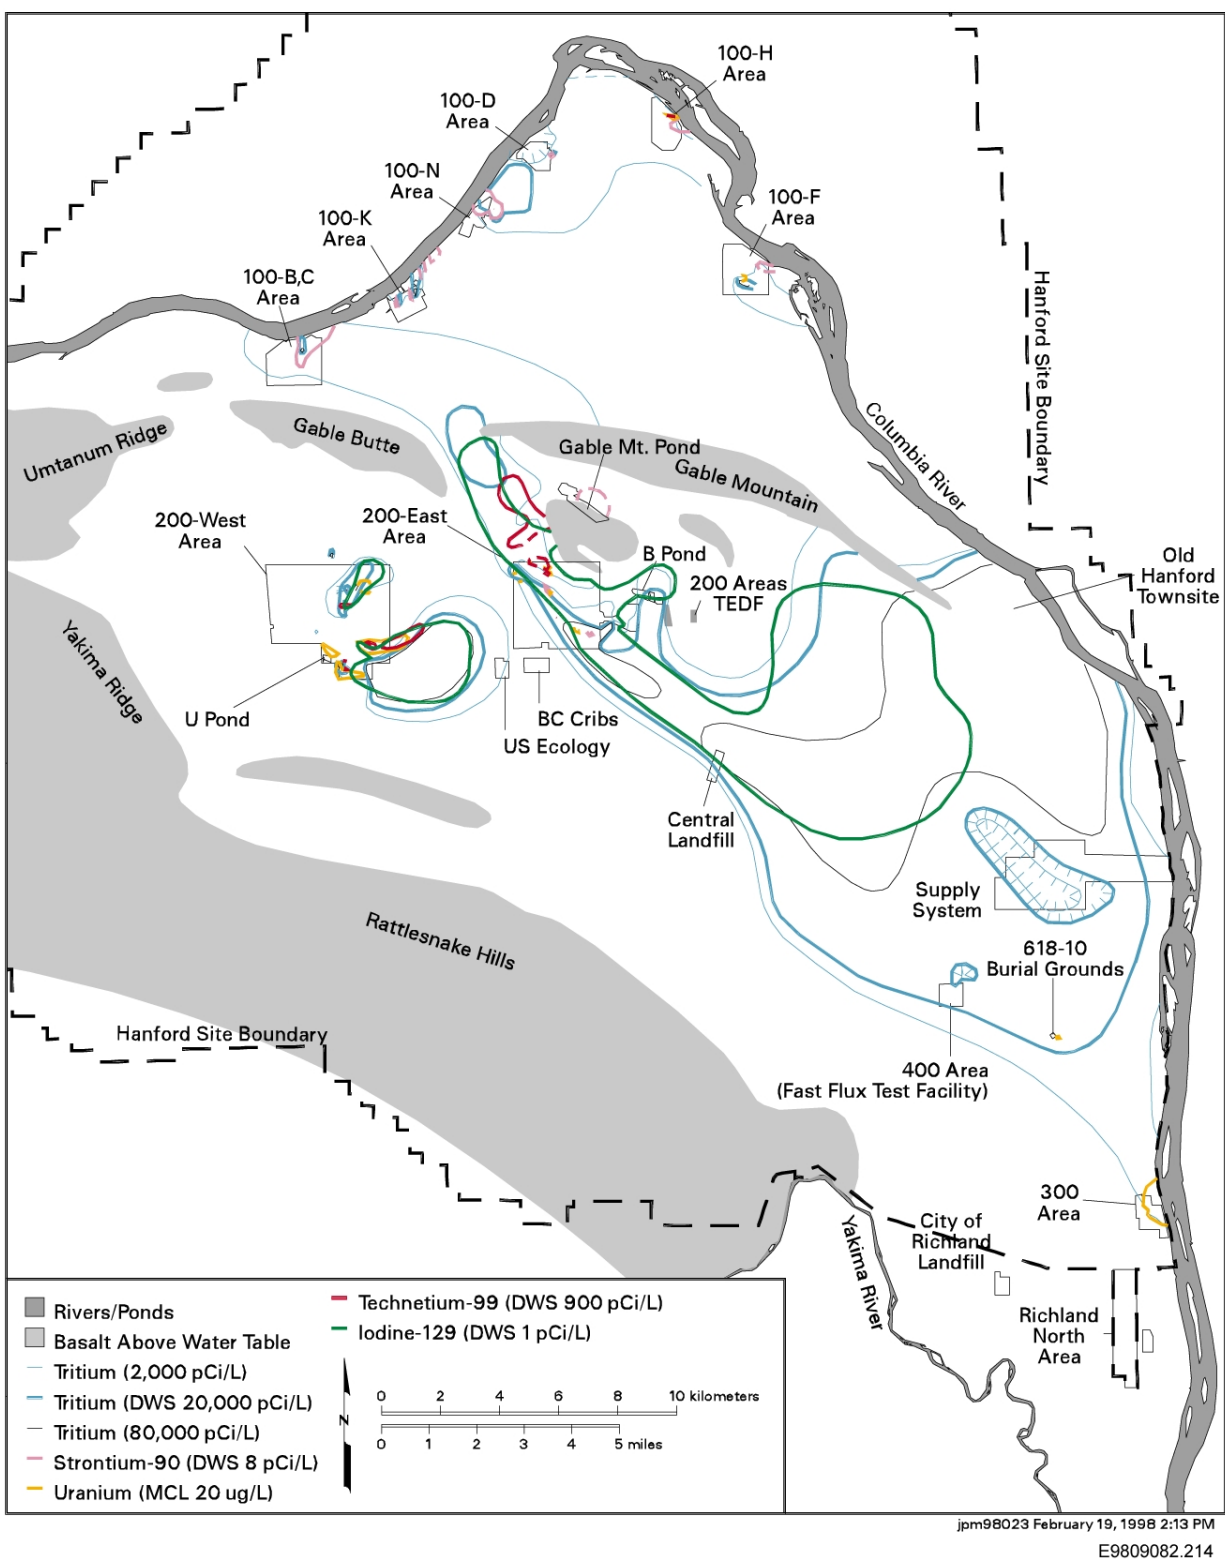 100-H
Area
100-D
Area
100-N
Area
100-F
Area
100-K
Area
100-B,C
Area
Hanford Site Boundary
Columbia River
Umtanum Ridge
Gable Butte
Gable Mt. Pond
Gable Mountain
200-West
Area
200-East
Area
B Pond
200 Areas
TEDF
Old
Hanford
Townsite
Yakima Ridge
U Pond
BC Cribs
US Ecology
Central
Landfill
Supply
System
Rattlesnake Hills
618-10
Burial Grounds
Hanford Site Boundary
400 Area
(Fast Flux Test Facility)
300
Area
City of
Richland
Landfill
Yakima River
Richland
North
Area
Rivers/Ponds
Basalt Above Water Table
Tritium (2,000 pCi/L)
Tritium (DWS 20,000 pCi/L)
Tritium (80,000 pCi/L)
Strontium-90 (DWS 8 pCi/L)
Uranium (MCL 20 ug/L)
Technetium-99 (DWS 900 pCi/L)
Iodine-129 (DWS 1 pCi/L)
N
0 2 4 6 8 10 kilometers
0 1 2 3 4 5 miles
jpm98023 February 19, 1998 2:13 PM
E9809082.214